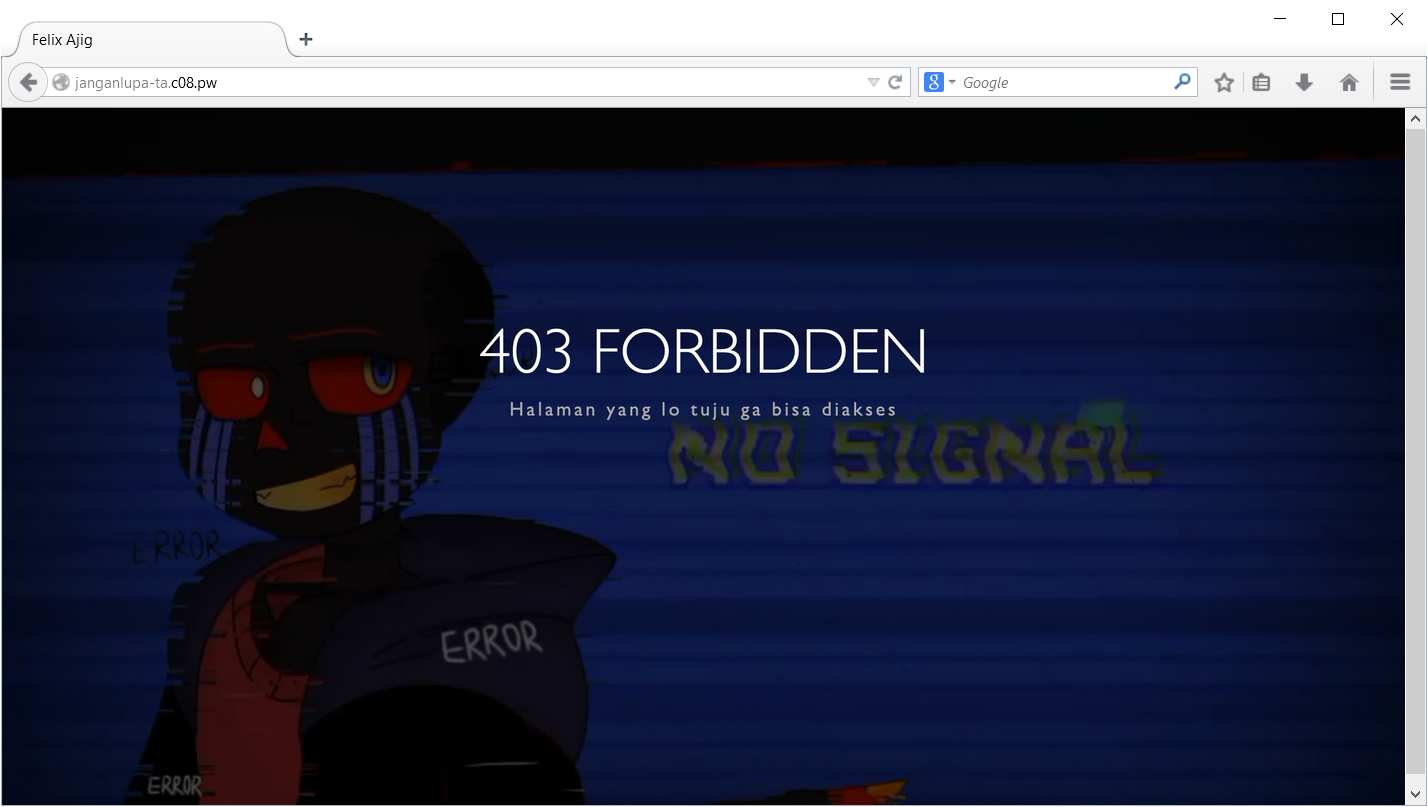 Felix Ajig
janganlupa-ta.c08.pw
Google
403 FORBIDDEN
Halaman yang lo tuju ga bisa diakses
NO SIGNAL
ERROR
ERROR
ERROR